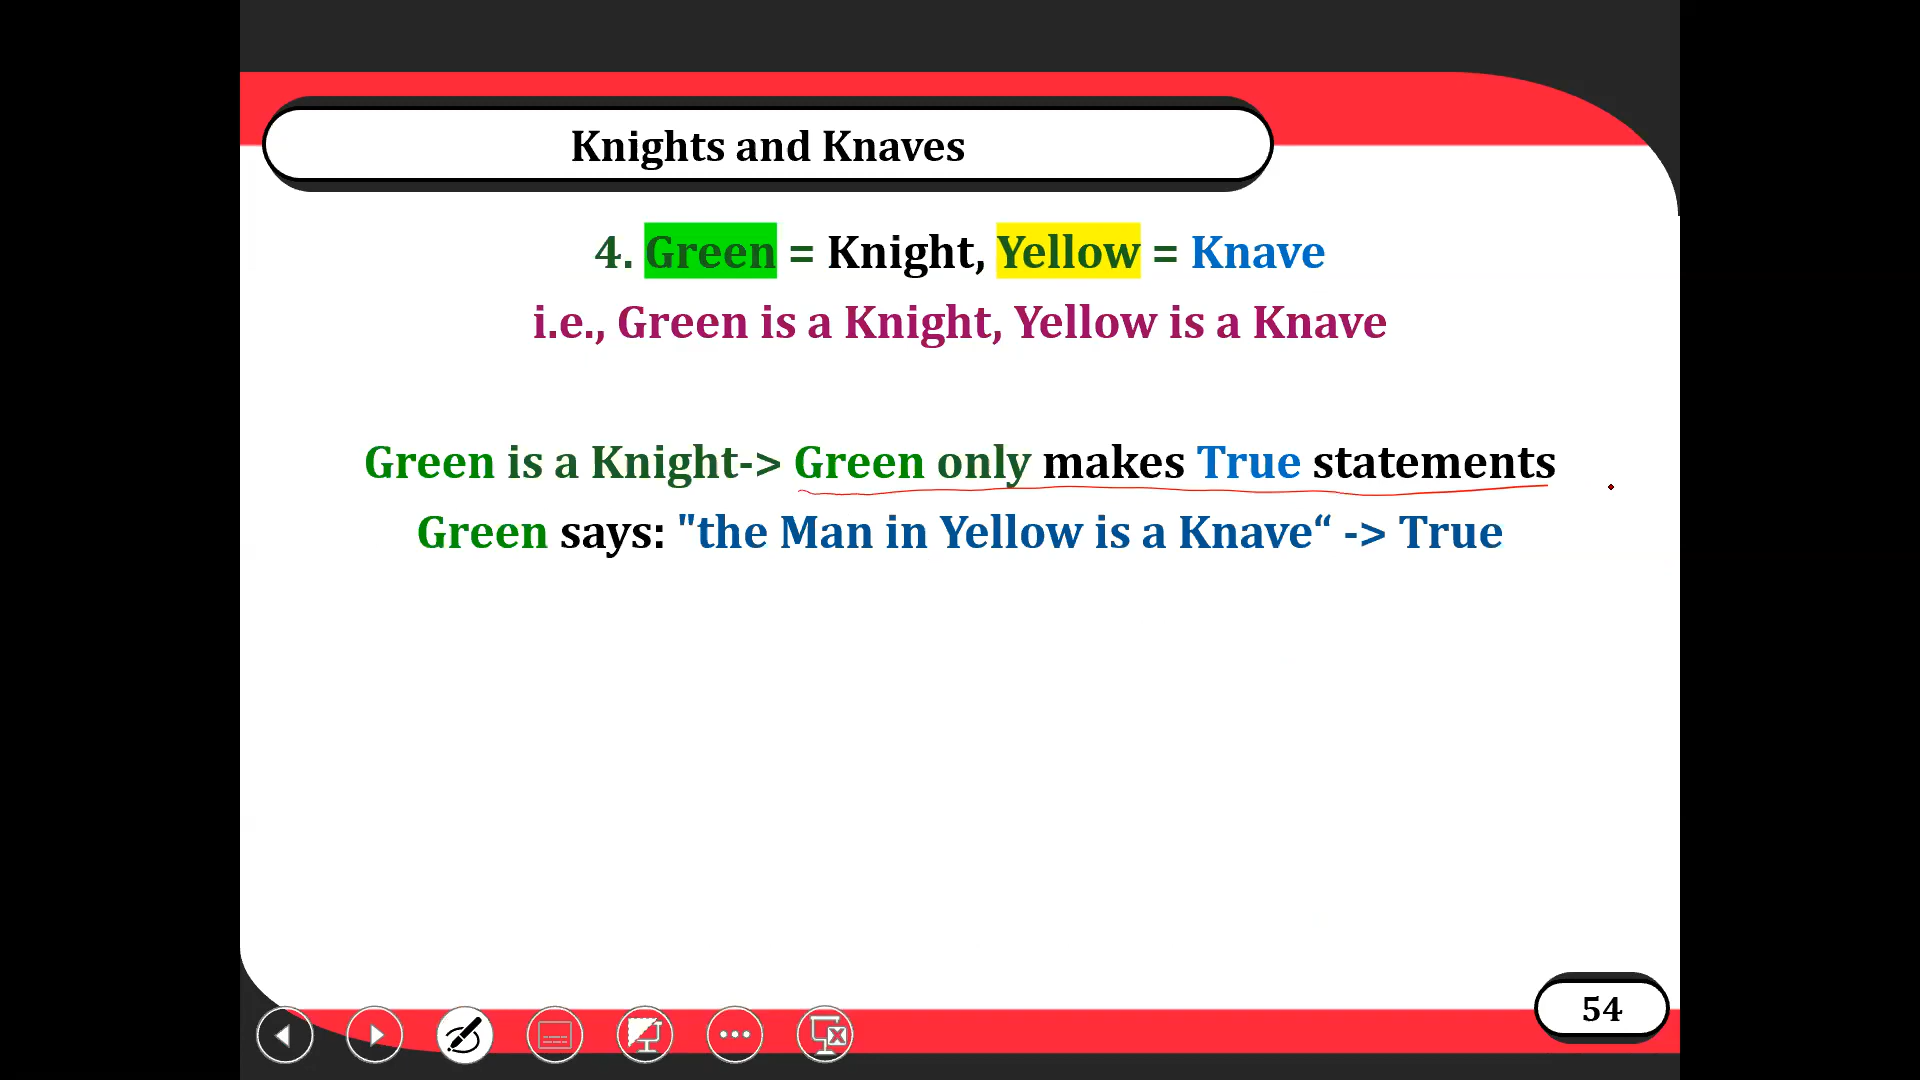 Knights and Knaves
4. Green = Knight, Yellow = Knave
i.e., Green is a Knight, Yellow is a Knave
Green is a Knight-> Green only makes True statements
Green says: "the Man in Yellow is a Knave“ -> True
54